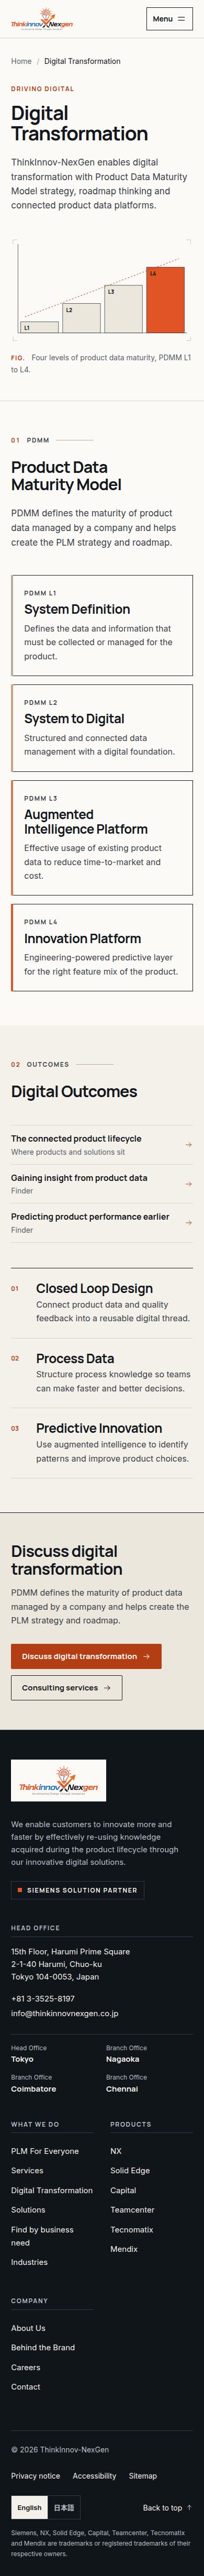 ThinkinnovXNexgen
Menu
Home / Digital Transformation
DRIVING DIGITAL
Digital
Transformation
ThinkInnov-NexGen enables digital
transformation with Product Data Maturity
Model strategy, roadmap thinking and
connected product data platforms.
L1
L2
L3
L4
FIG. Four levels of product data maturity, PDMM L1
to L4.
01 PDMM
Product Data
Maturity Model
PDMM defines the maturity of product
data managed by a company and helps
create the PLM strategy and roadmap.
PDMM L1
System Definition
Defines the data and information that
must be collected or managed for the
product.
PDMM L2
System to Digital
Structured and connected data
management with a digital foundation.
PDMM L3
Augmented
Intelligence Platform
Effective usage of existing product
data to reduce time-to-market and
cost.
PDMM L4
Innovation Platform
Engineering-powered predictive layer
for the right feature mix of the product.
02 OUTCOMES
Digital Outcomes
The connected product lifecycle →
Where products and solutions sit
Gaining insight from product data →
Finder
Predicting product performance earlier →
Finder
01 Closed Loop Design
Connect product data and quality
feedback into a reusable digital thread.
02 Process Data
Structure process knowledge so teams
can make faster and better decisions.
03 Predictive Innovation
Use augmented intelligence to identify
patterns and improve product choices.
Discuss digital
transformation
PDMM defines the maturity of product data
managed by a company and helps create the
PLM strategy and roadmap.
Discuss digital transformation →
Consulting services →
ThinkinnovXNexgen
We enable customers to innovate more and
faster by effectively re-using knowledge
acquired during the product lifecycle through
our innovative digital solutions.
SIEMENS SOLUTION PARTNER
HEAD OFFICE
15th Floor, Harumi Prime Square
2-1-40 Harumi, Chuo-ku
Tokyo 104-0053, Japan
+81 3-3525-8197
info@thinkinnovnexgen.co.jp
Head Office
Tokyo
Branch Office
Nagaoka
Branch Office
Coimbatore
Branch Office
Chennai
WHAT WE DO
PLM For Everyone
Services
Digital Transformation
Solutions
Find by business
need
Industries
PRODUCTS
NX
Solid Edge
Capital
Teamcenter
Tecnomatix
Mendix
COMPANY
About Us
Behind the Brand
Careers
Contact
© 2026 ThinkInnov-NexGen
Privacy notice Accessibility Sitemap
English 日本語
Back to top ↑
Siemens, NX, Solid Edge, Capital, Teamcenter, Tecnomatix
and Mendix are trademarks or registered trademarks of their
respective owners.